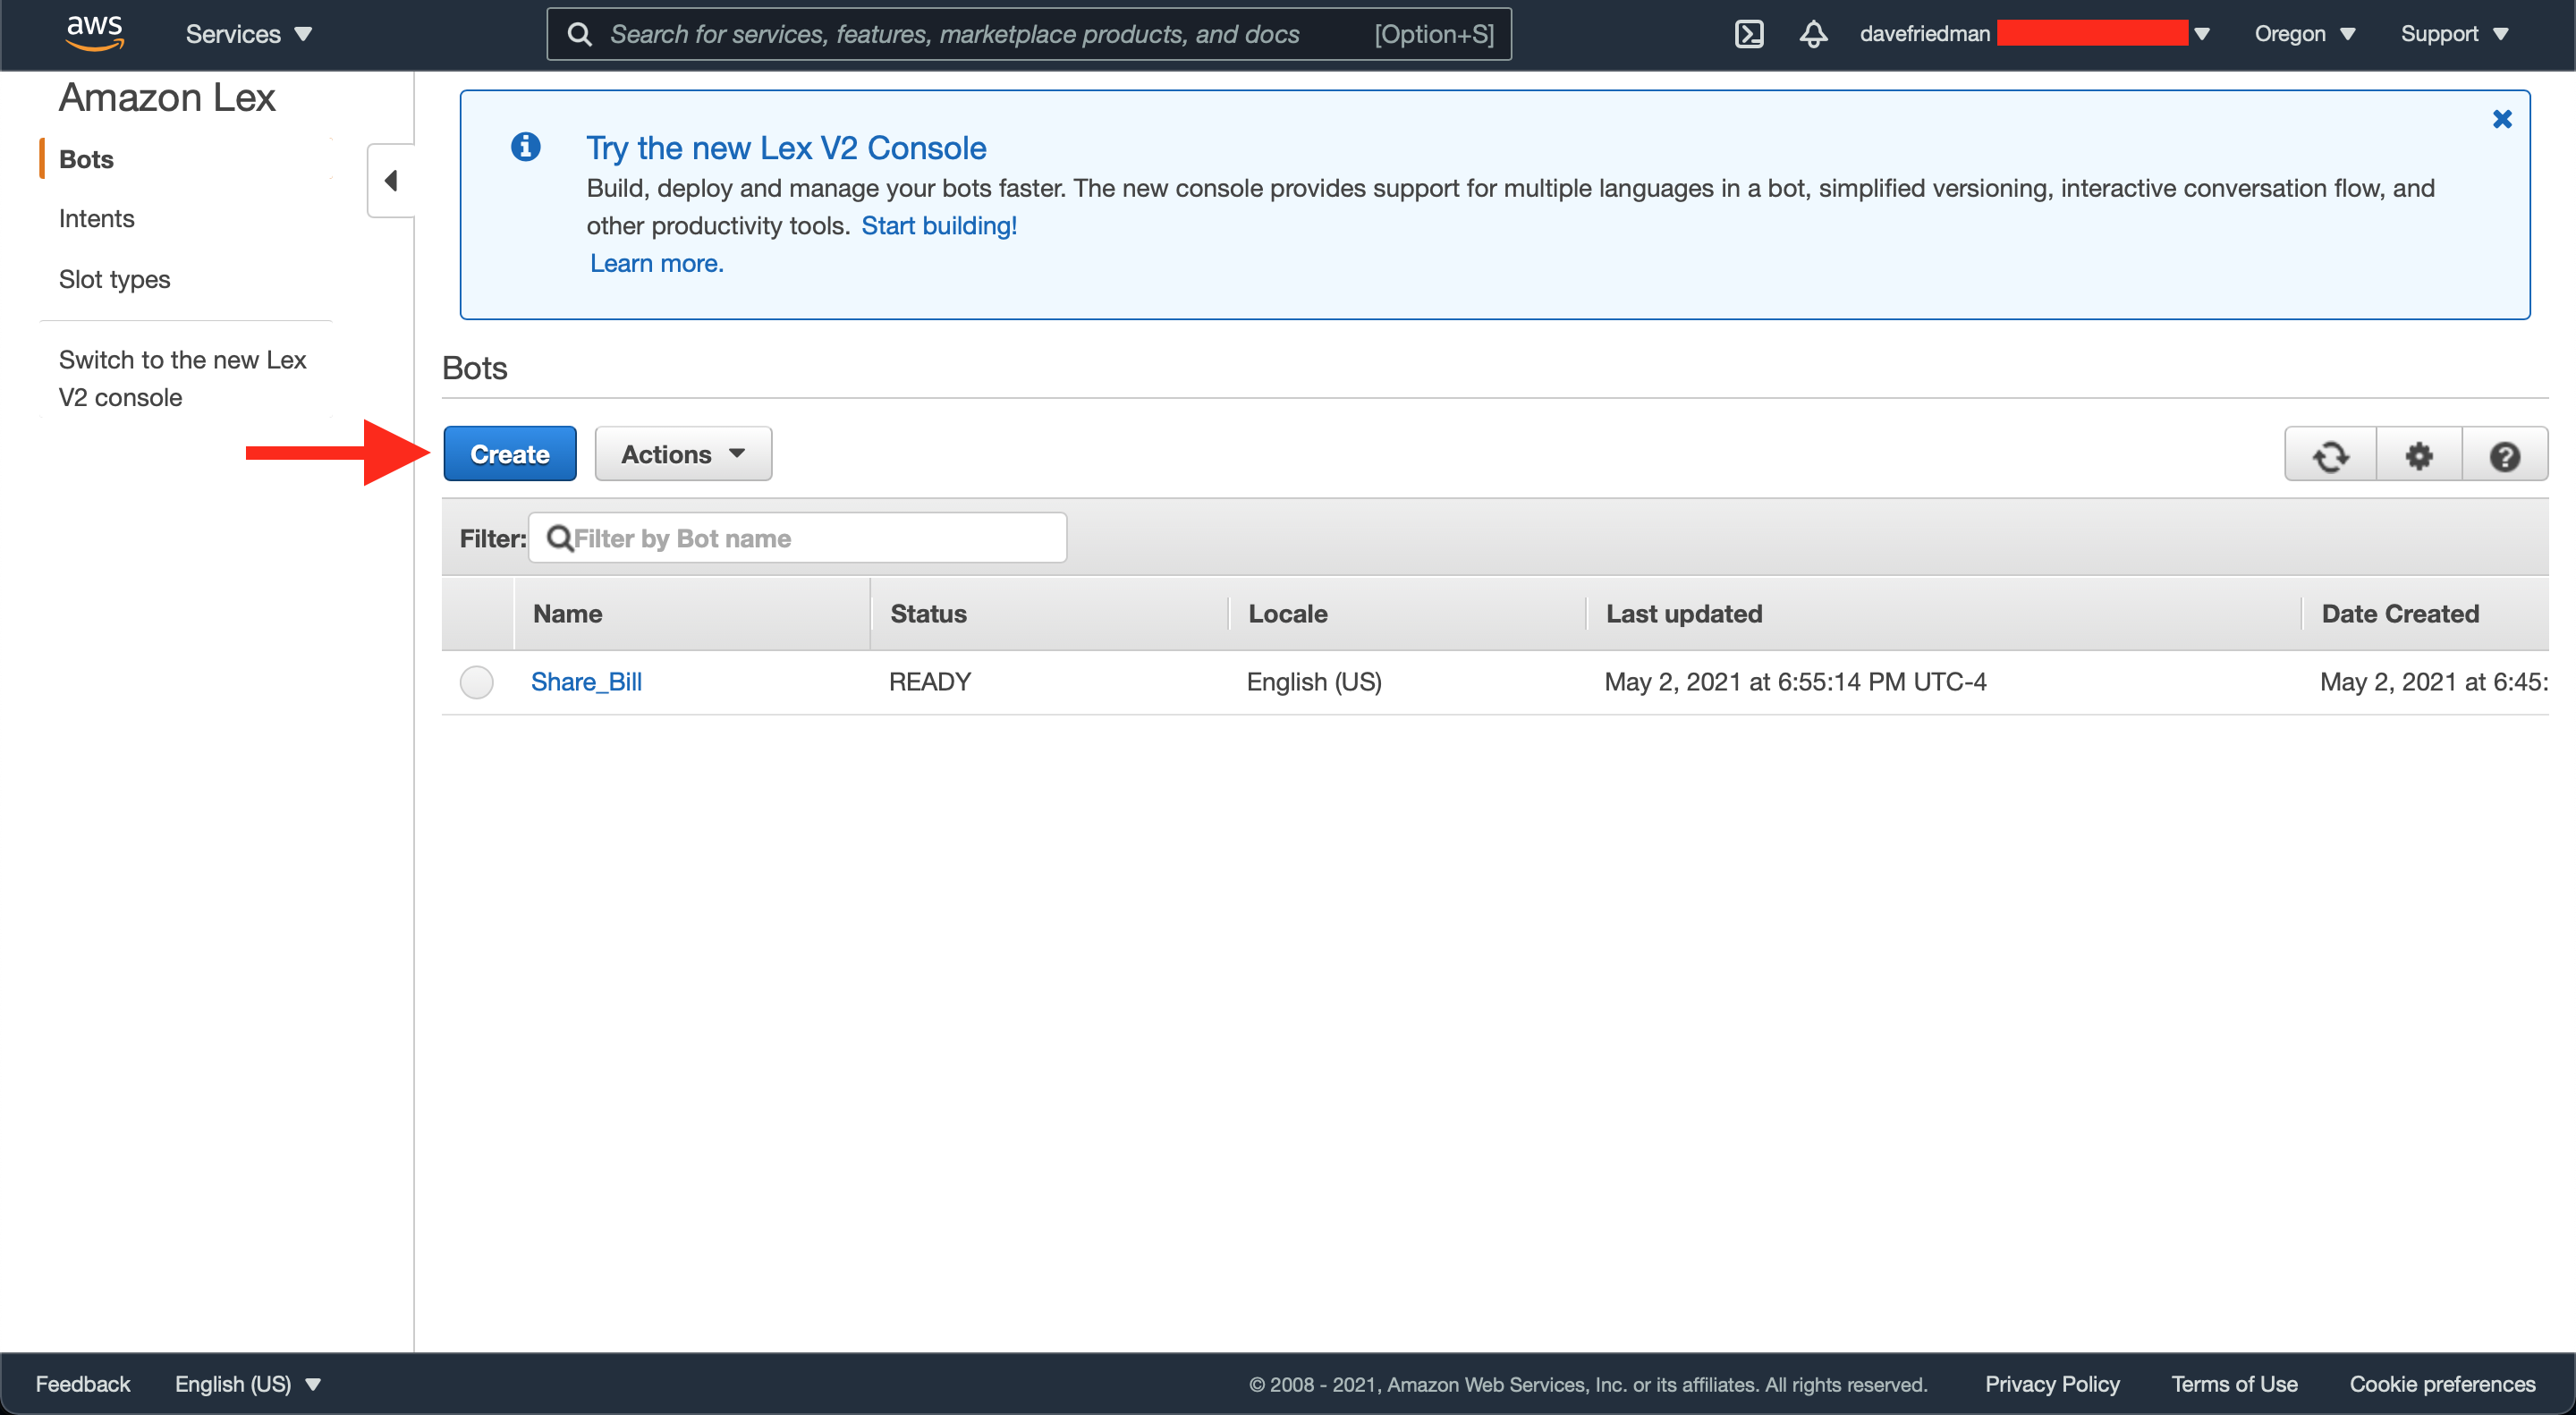 aws
Services
Search for services, features, marketplace products, and docs
[Option+S]
davefriedman
Oregon
Support
Amazon Lex
Bots
Intents
Slot types
Switch to the new Lex
V2 console
Try the new Lex V2 Console
Build, deploy and manage your bots faster. The new console provides support for multiple languages in a bot, simplified versioning, interactive conversation flow, and
other productivity tools. Start building!
Learn more.
Bots
Create
Actions
Filter:
Filter by Bot name
Name
Status
Locale
Last updated
Date Created
Share_Bill
READY
English (US)
May 2, 2021 at 6:55:14 PM UTC-4
May 2, 2021 at 6:45:
Feedback
English (US)
© 2008 - 2021, Amazon Web Services, Inc. or its affiliates. All rights reserved.
Privacy Policy
Terms of Use
Cookie preferences